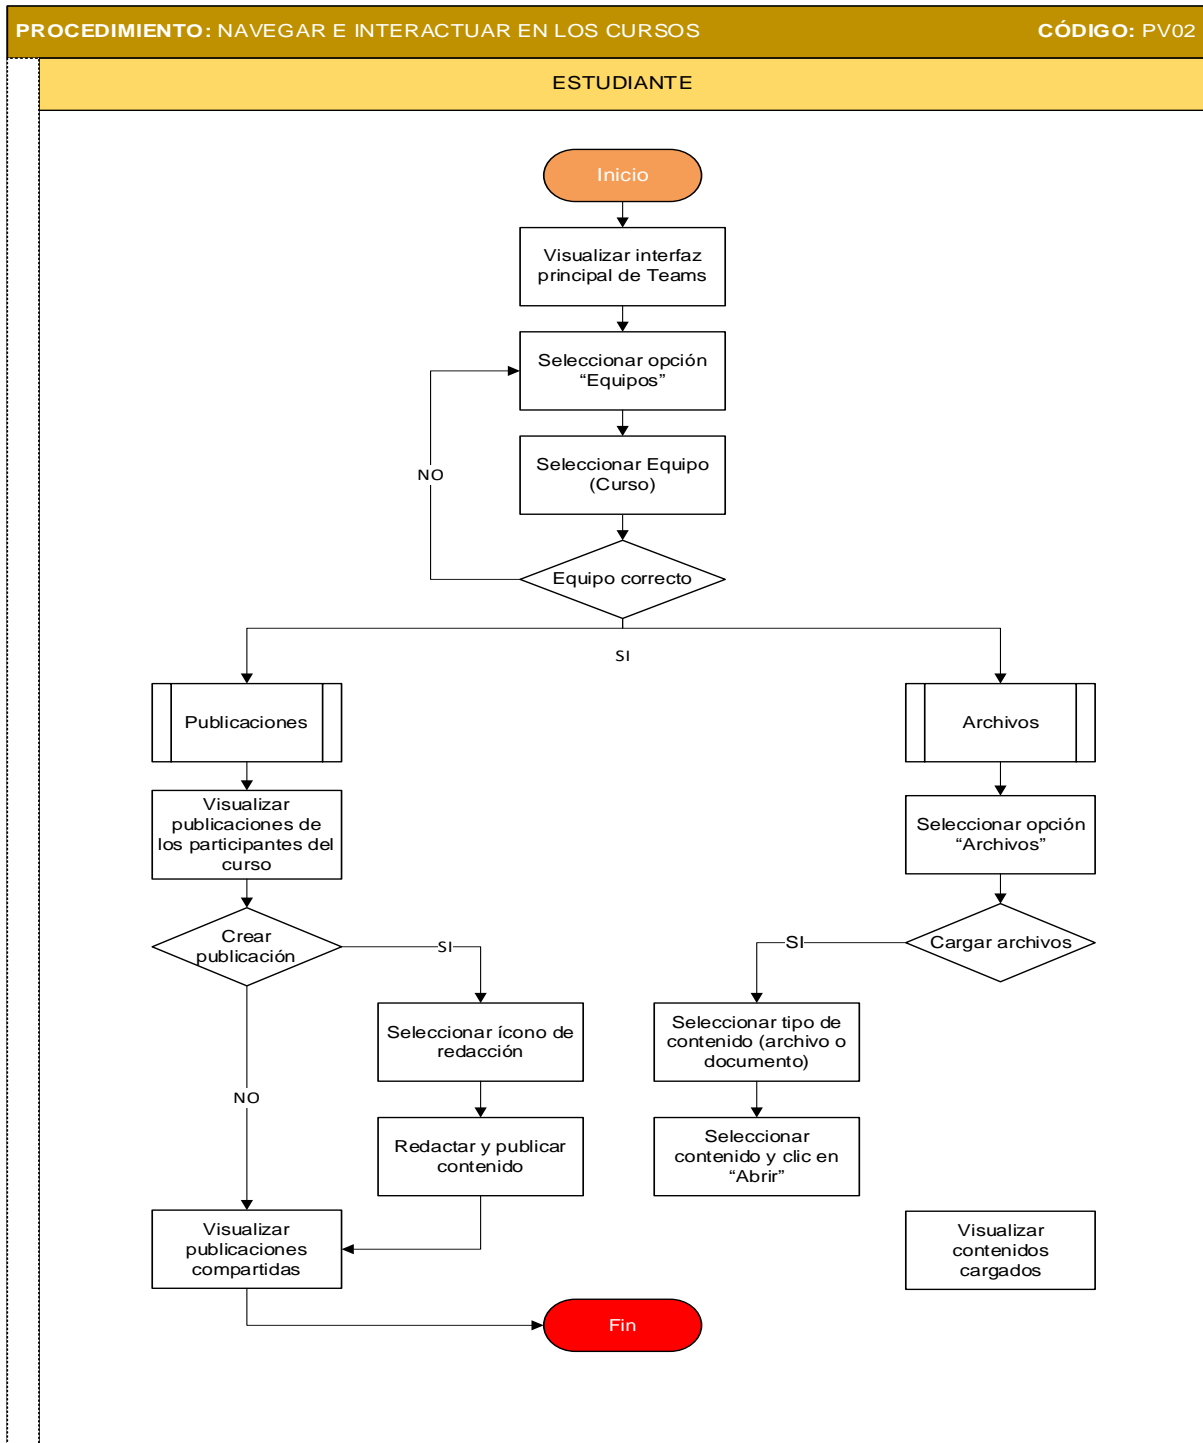 PROCEDIMIENTO: NAVEGAR E INTERACTUAR EN LOS CURSOS CÓDIGO: PV02
ESTUDIANTE
Inicio
Visualizar interfaz
principal de Teams
Seleccionar opción
“Equipos”
Seleccionar Equipo
(Curso)
NO
Equipo correcto
SI
Publicaciones
Archivos
Visualizar
publicaciones de
los participantes del
curso
Seleccionar opción
“Archivos”
Crear
publicación
SI
SI
Cargar archivos
Seleccionar ícono de
redacción
Seleccionar tipo de
contenido (archivo o
documento)
NO
Redactar y publicar
contenido
Seleccionar
contenido y clic en
“Abrir”
Visualizar
publicaciones
compartidas
Visualizar
contenidos
cargados
Fin